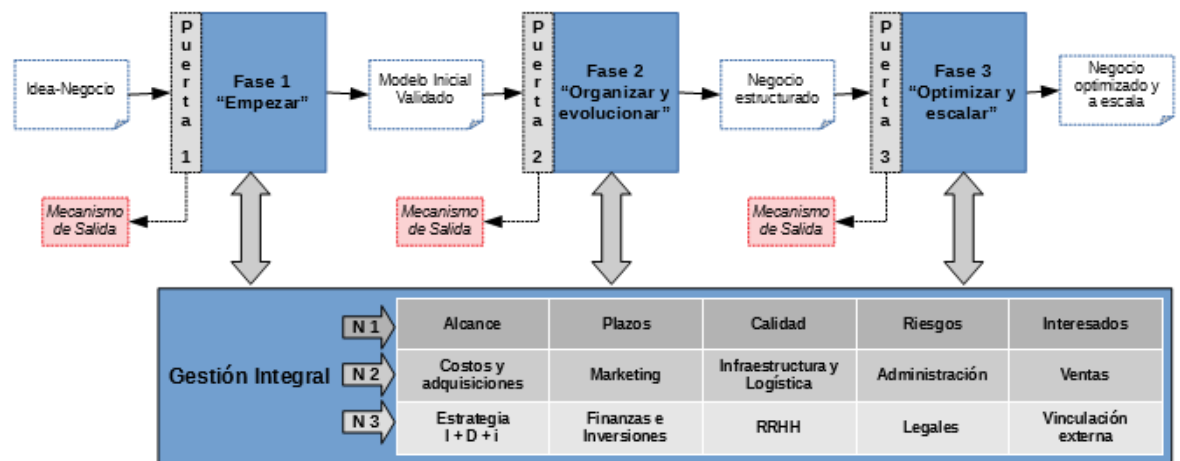 Idea-Negocio
Puerta 1
Fase 1
“Empezar”
Modelo Inicial
Validado
Puerta 2
Fase 2
“Organizar y
evolucionar”
Negocio
estructurado
Puerta 3
Fase 3
“Optimizar y
escalar”
Negocio
optimizado y
a escala
Mecanismo
de Salida
Mecanismo
de Salida
Mecanismo
de Salida
Gestión Integral
N 1
Alcance
Plazos
Calidad
Riesgos
Interesados
N 2
Costos y
adquisiciones
Marketing
Infraestructura y
Logística
Administración
Ventas
N 3
Estrategia
I + D + i
Finanzas e
Inversiones
RRHH
Legales
Vinculación
externa